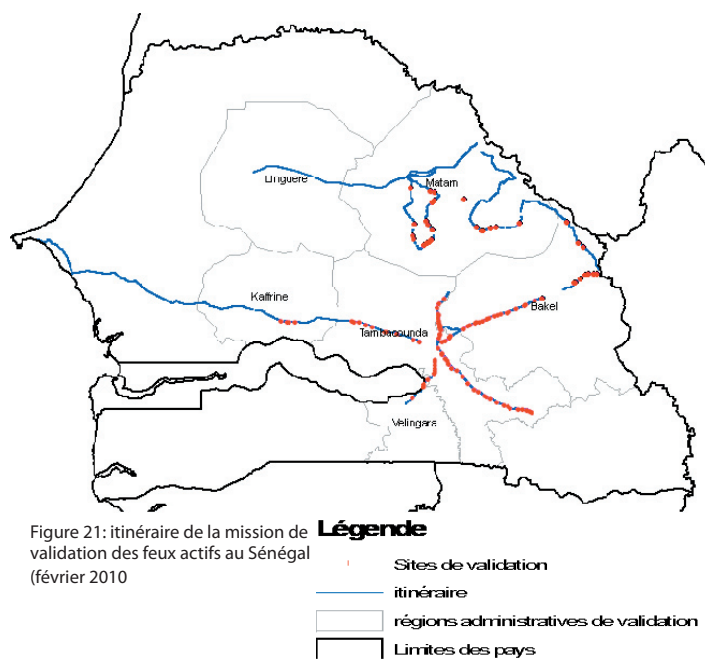 Linguere
Matam
Kaffrine
Bakel
Tambacounda
Velingara
Figure 21: itinéraire de la mission de
validation des feux actifs au Sénégal
(février 2010
Légende
Sites de validation
itinéraire
régions administratives de validation
Limites des pays